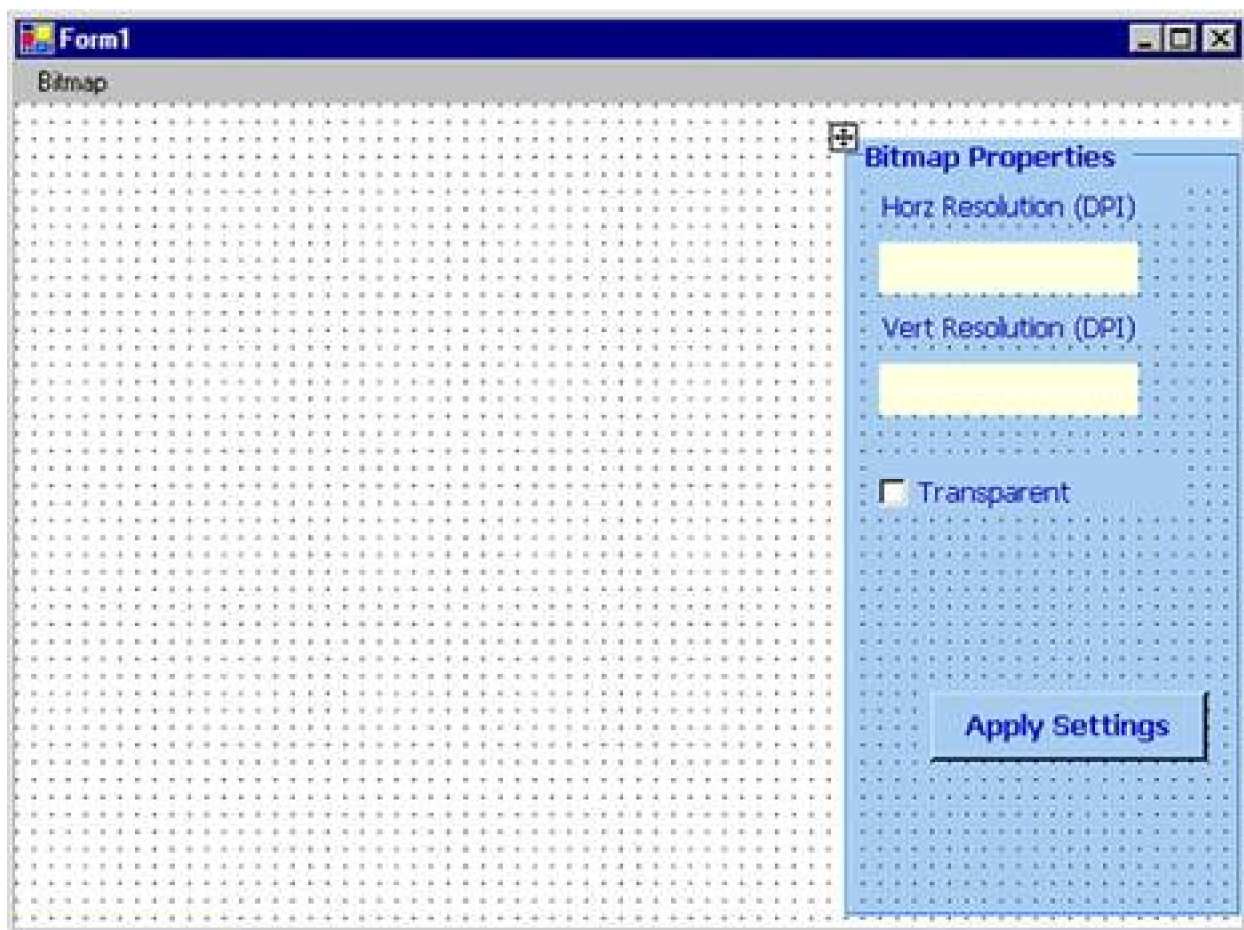 Form1
Bitmap
Bitmap Properties
Horz Resolution (DPI)
Vert Resolution (DPI)
Transparent
Apply Settings